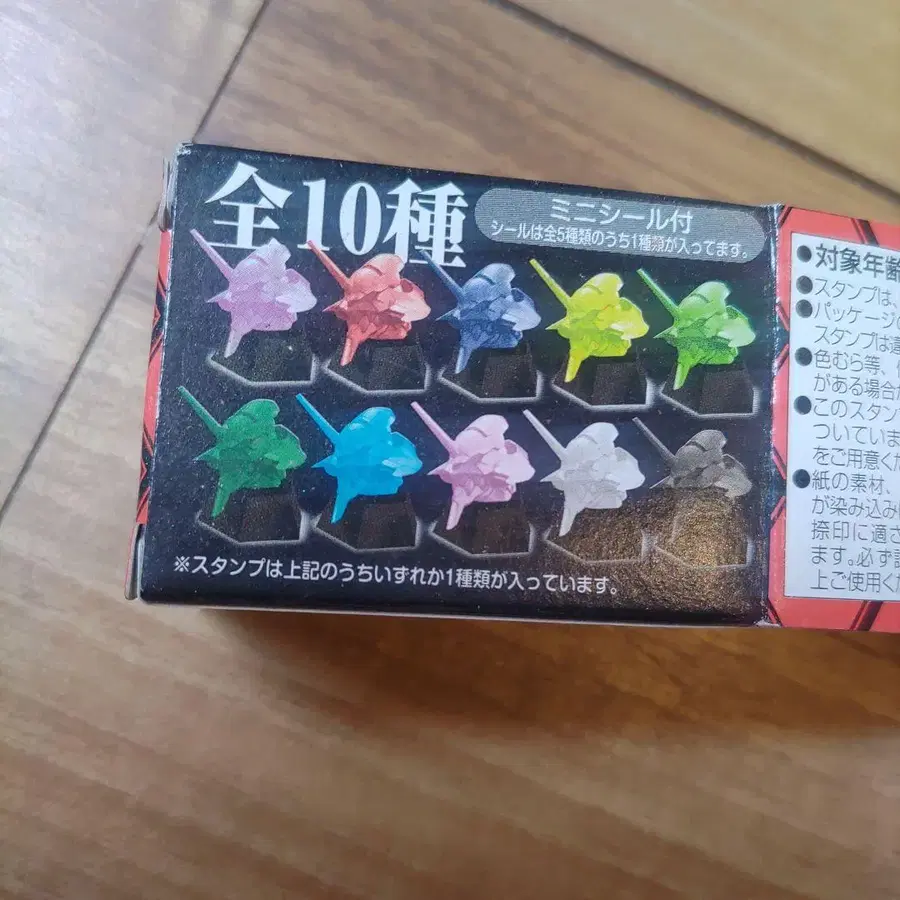 全10種
ミニシール付
シールは全5種類のうち1種類が入ってます。
※スタンプは上記のうちいずれか1種類が入っています。
●対象年齢
●スタンプは、
●パッケージの
スタンプは違
●色むら等、
がある場合が
●このスタンプ
ついていま
をご用意くだ
●紙の素材、
が染み込み
捺印に適さ
ます。必ず試
上ご使用くだ